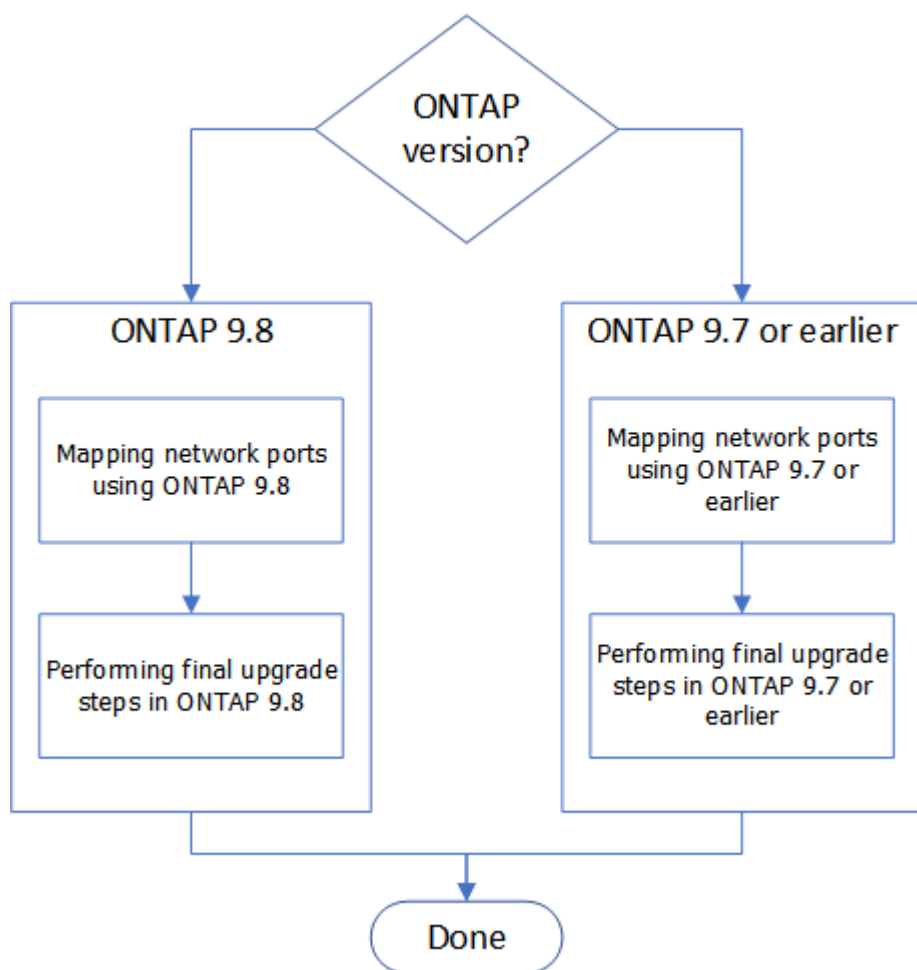 ONTAP
version?
ONTAP 9.8
Mapping network ports
using ONTAP 9.8
Performing final upgrade
steps in ONTAP 9.8
ONTAP 9.7 or earlier
Mapping network ports
using ONTAP 9.7 or
earlier
Performing final upgrade
steps in ONTAP 9.7 or
earlier
Done